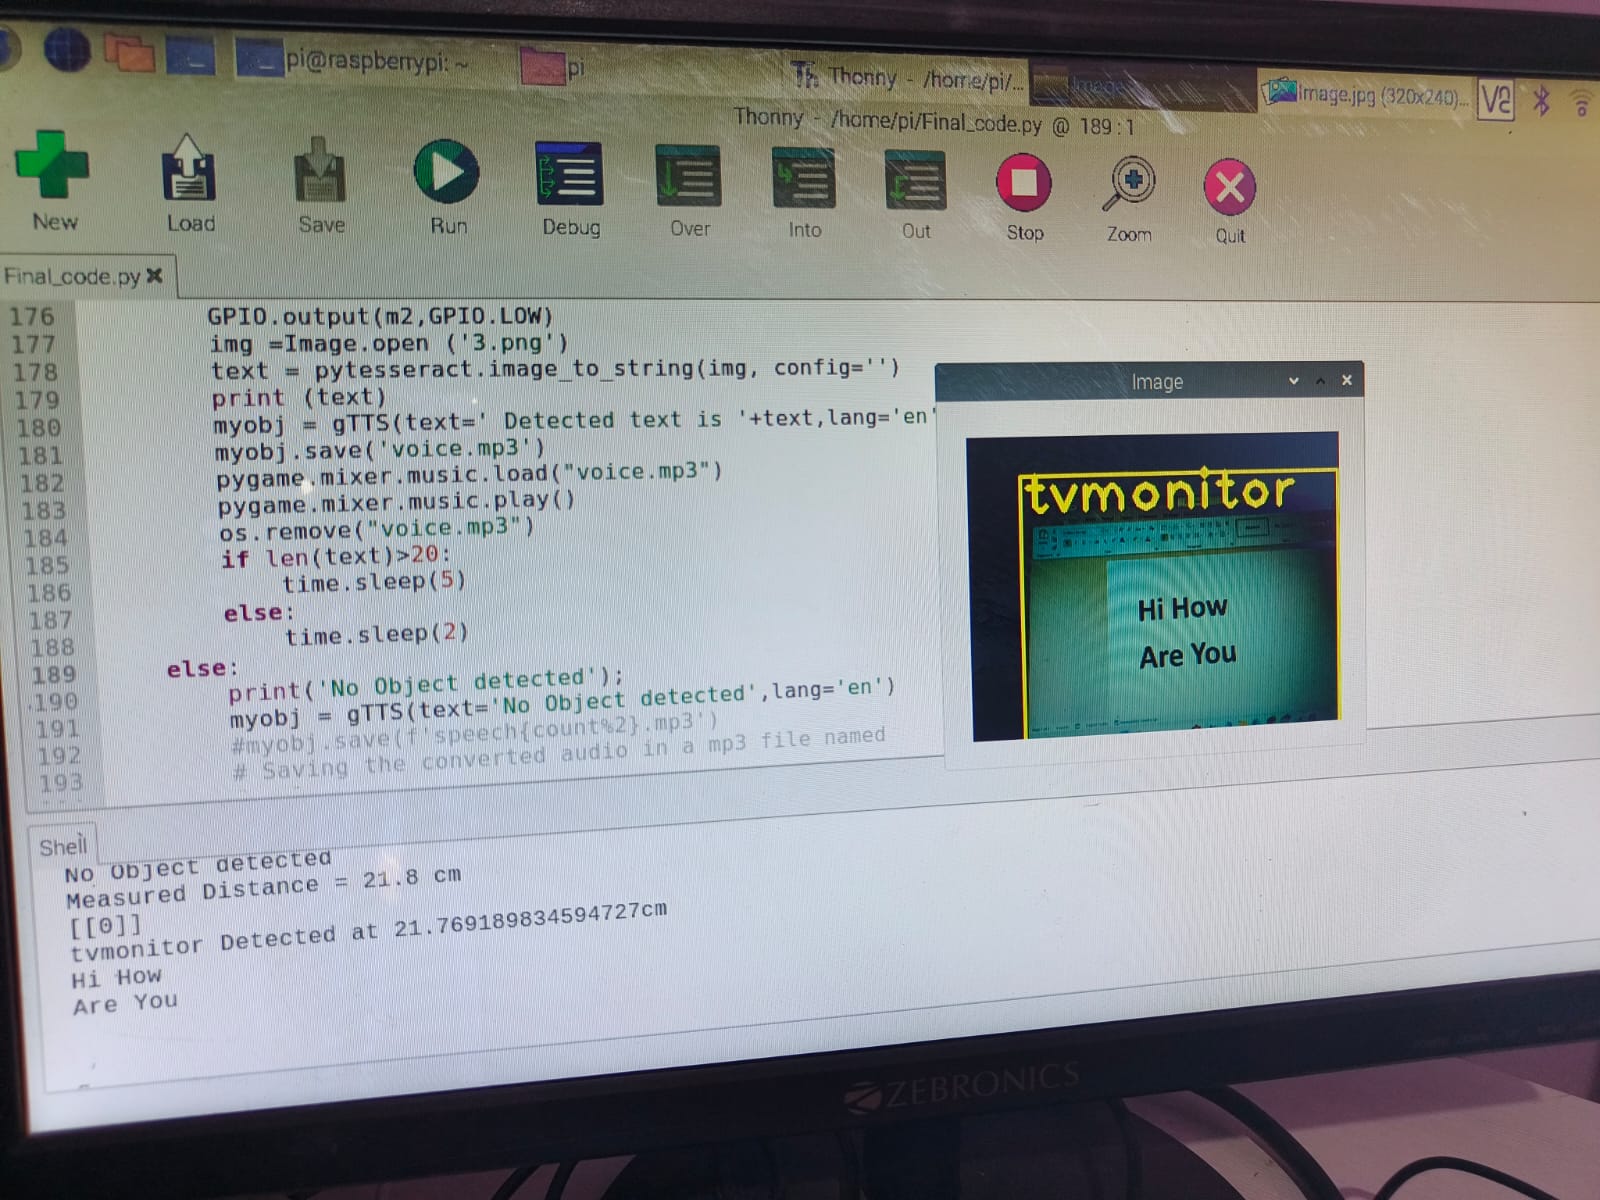 pi@raspberrypi: ~
pi
Thonny - /home/pi/...
Image
Image.jpg (320x240)...
V2
Thonny - /home/pi/Final_code.py @ 189 : 1
New
Load
Save
Run
Debug
Over
Into
Out
Stop
Zoom
Quit
Final_code.py
176 GPIO.output(m2,GPIO.LOW)
177 img =Image.open ('3.png')
178 text = pytesseract.image_to_string(img, config='')
179 print (text)
180 myobj = gTTS(text=' Detected text is '+text,lang='en'
181 myobj.save('voice.mp3')
182 pygame.mixer.music.load("voice.mp3")
183 pygame.mixer.music.play()
184 os.remove("voice.mp3")
185 if len(text)>20:
186 time.sleep(5)
187 else:
188 time.sleep(2)
189 else:
190 print('No Object detected');
191 myobj = gTTS(text='No Object detected',lang='en')
192 #myobj.save(f'speech{count%2}.mp3')
193 # Saving the converted audio in a mp3 file named
Image
tvmonitor
Hi How
Are You
Shell
No Object detected
Measured Distance = 21.8 cm
[[0]]
tvmonitor Detected at 21.769189834594727cm
Hi How
Are You
ZEBRONICS